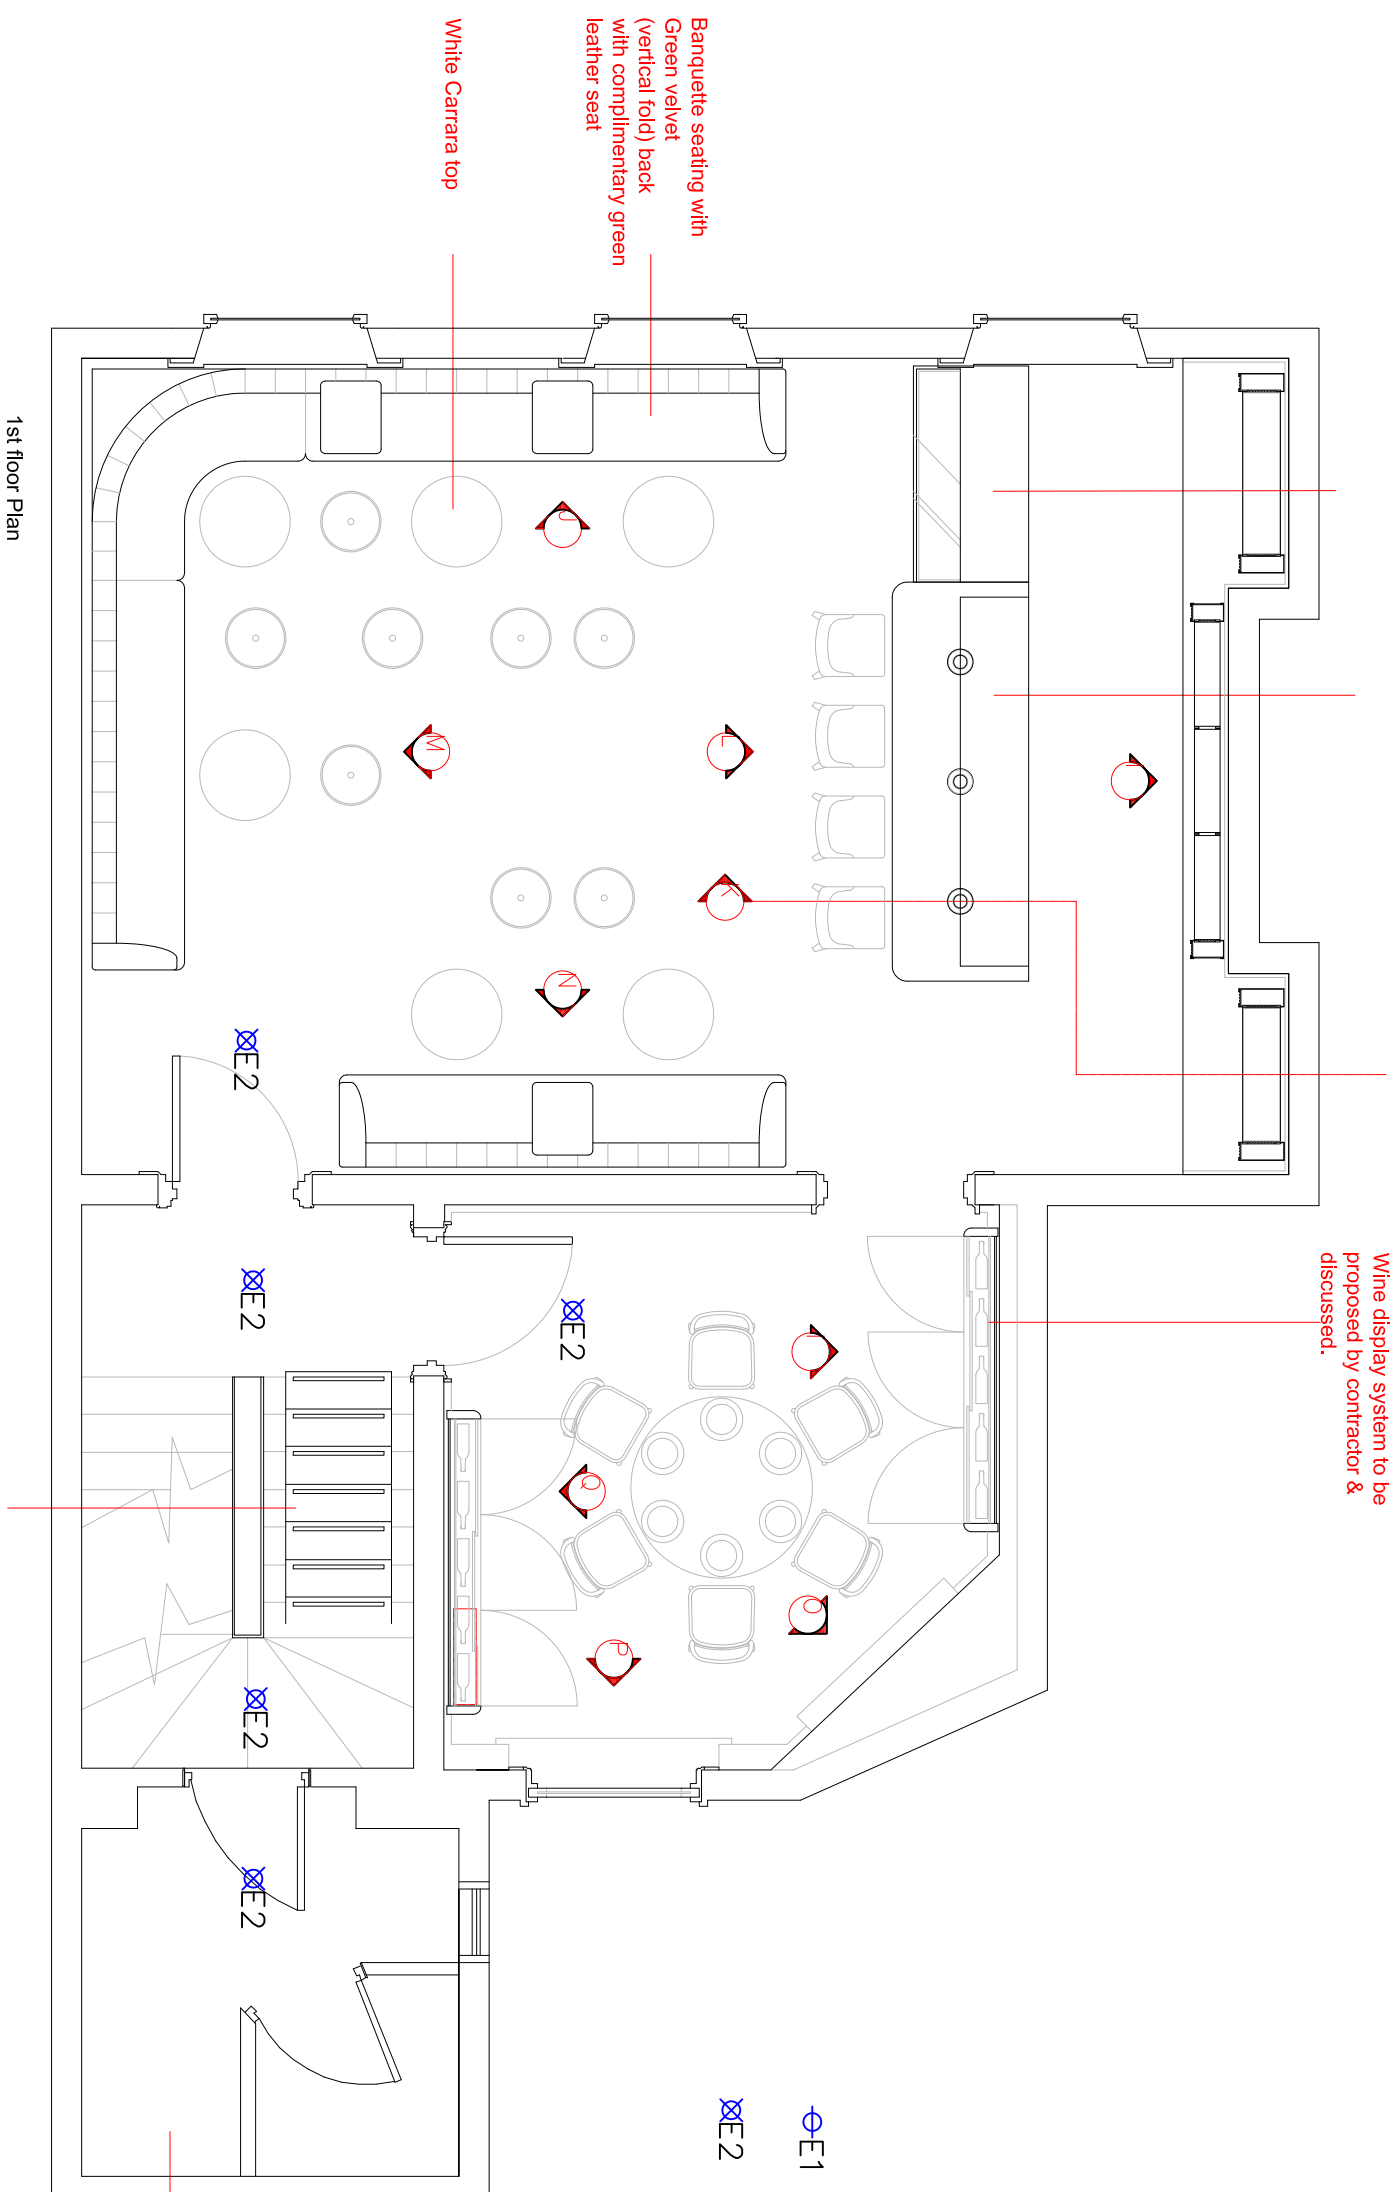 Banquette seating with
Green velvet
(vertical fold) back
with complimentary green
leather seat
White Carrara top
Wine display system to be
proposed by contractor &
discussed.
J
M
L
K
N
I
I
Q
O
P
E2
E2
E2
E2
E2
E2
E1
1st floor Plan